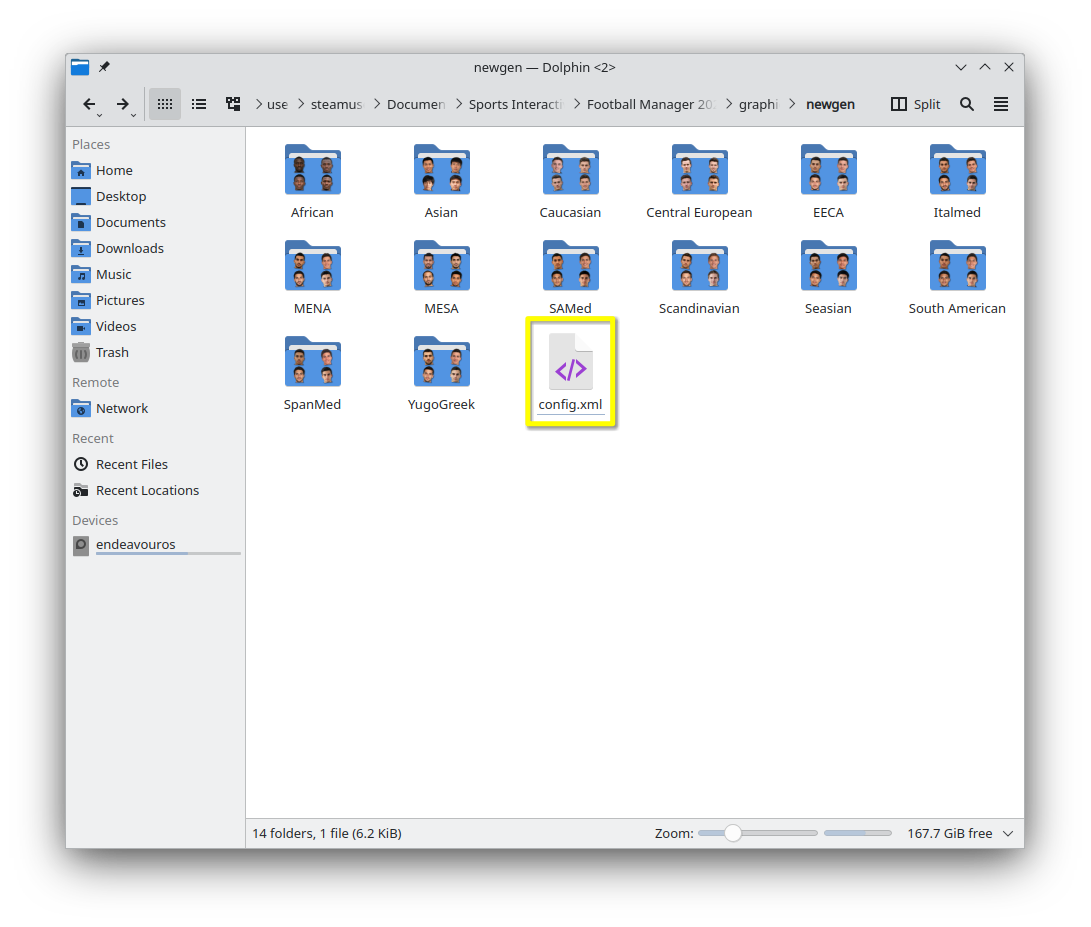 newgen — Dolphin <2>
use steamus Documen Sports Interacti Football Manager 20 graphi newgen Split
Places
Home
Desktop
Documents
Downloads
Music
Pictures
Videos
Trash
Remote
Network
Recent
Recent Files
Recent Locations
Devices
endeavouros
African Asian Caucasian Central European EECA Italmed
MENA MESA SAMed Scandinavian Seasian South American
SpanMed YugoGreek config.xml
14 folders, 1 file (6.2 KiB) Zoom: 167.7 GiB free